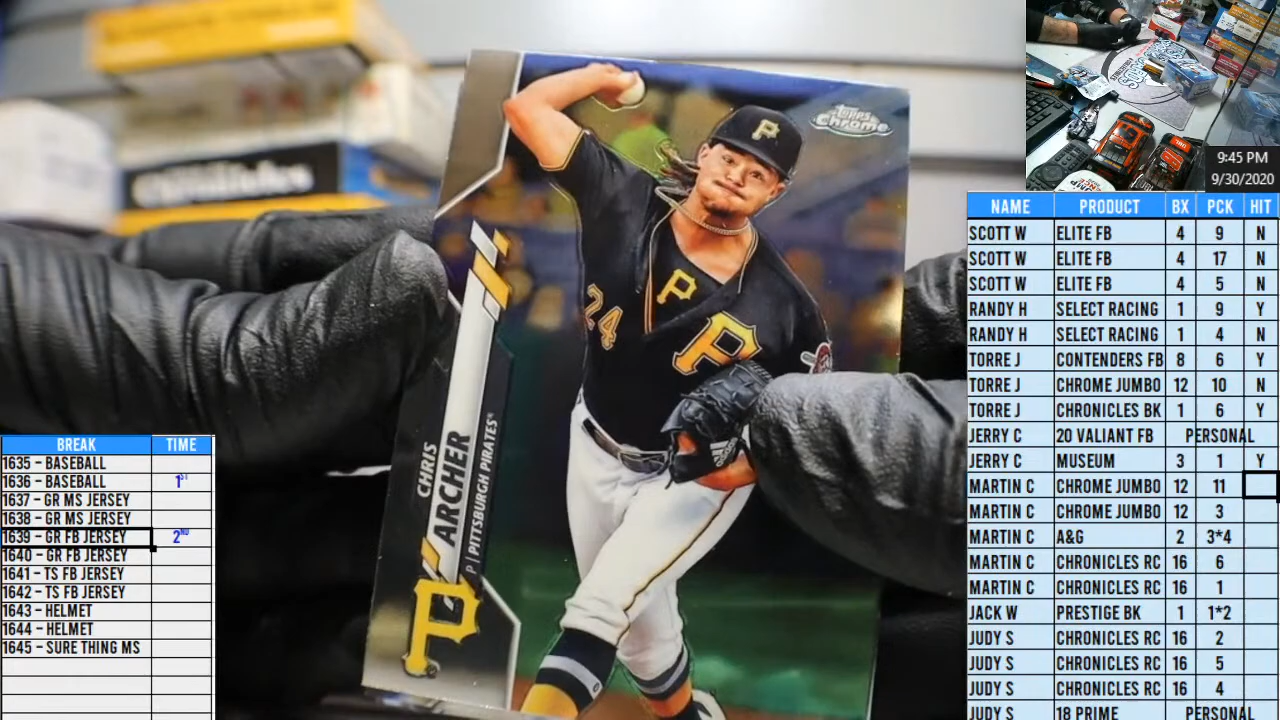 Topps
Chrome
P
24
P
P
CHRIS
ARCHER
P | PITTSBURGH PIRATES®
P
9:45 PM
9/30/2020
NAME PRODUCT BX PCK HIT
SCOTT W ELITE FB 4 9 N
SCOTT W ELITE FB 4 17 N
SCOTT W ELITE FB 4 5 N
RANDY H SELECT RACING 1 9 Y
RANDY H SELECT RACING 1 4 N
TORRE J CONTENDERS FB 8 6 Y
TORRE J CHROME JUMBO 12 10 N
TORRE J CHRONICLES BK 1 6 Y
JERRY C 20 VALIANT FB PERSONAL
JERRY C MUSEUM 3 1 Y
MARTIN C CHROME JUMBO 12 11
MARTIN C CHROME JUMBO 12 3
MARTIN C A&G 2 3*4
MARTIN C CHRONICLES RC 16 6
MARTIN C CHRONICLES RC 16 1
JACK W PRESTIGE BK 1 1*2
JUDY S CHRONICLES RC 16 2
JUDY S CHRONICLES RC 16 5
JUDY S CHRONICLES RC 16 4
JUDY S 18 PRIME PERSONAL
BREAK TIME
1635 – BASEBALL
1636 – BASEBALL 1ST
1637 – GR MS JERSEY
1638 – GR MS JERSEY
1639 – GR FB JERSEY 2ND
1640 – GR FB JERSEY
1641 – TS FB JERSEY
1642 – TS FB JERSEY
1643 – HELMET
1644 – HELMET
1645 – SURE THING MS